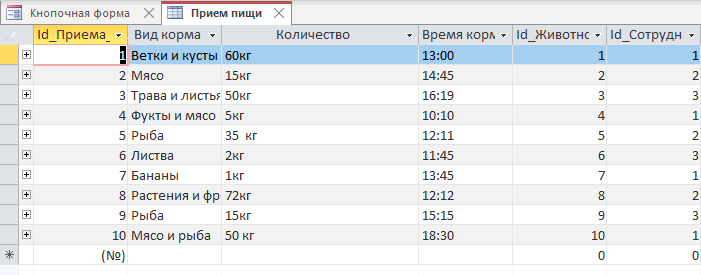 Кнопочная форма Прием пищи
Id_Приема_ Вид корма Количество Время корм Id_Животно Id_Сотрудн
1 Ветки и кусты 60кг 13:00 1 1
2 Мясо 15кг 14:45 2 2
3 Трава и листья 50кг 16:19 3 3
4 Фукты и мясо 5кг 10:10 4 1
5 Рыба 35 кг 12:11 5 2
6 Листва 2кг 11:45 6 3
7 Бананы 1кг 13:45 7 1
8 Растения и фр 72кг 12:12 8 2
9 Рыба 15кг 15:15 9 3
10 Мясо и рыба 50 кг 18:30 10 1
(№) 0 0